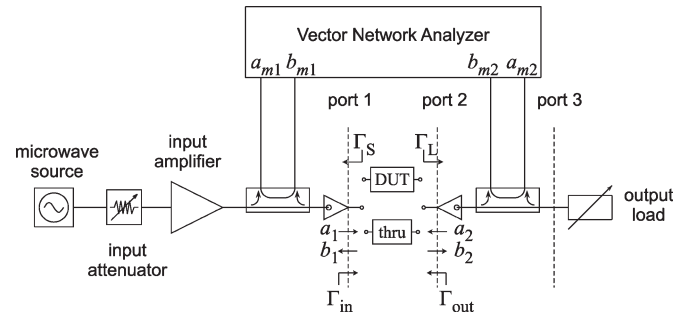 Vector Network Analyzer
a_m1 b_m1
b_m2 a_m2
port 1
port 2
port 3
Γ_S
Γ_L
microwave
source
input
amplifier
DUT
output
load
input
attenuator
a_1
thru
a_2
b_1
b_2
Γ_in
Γ_out